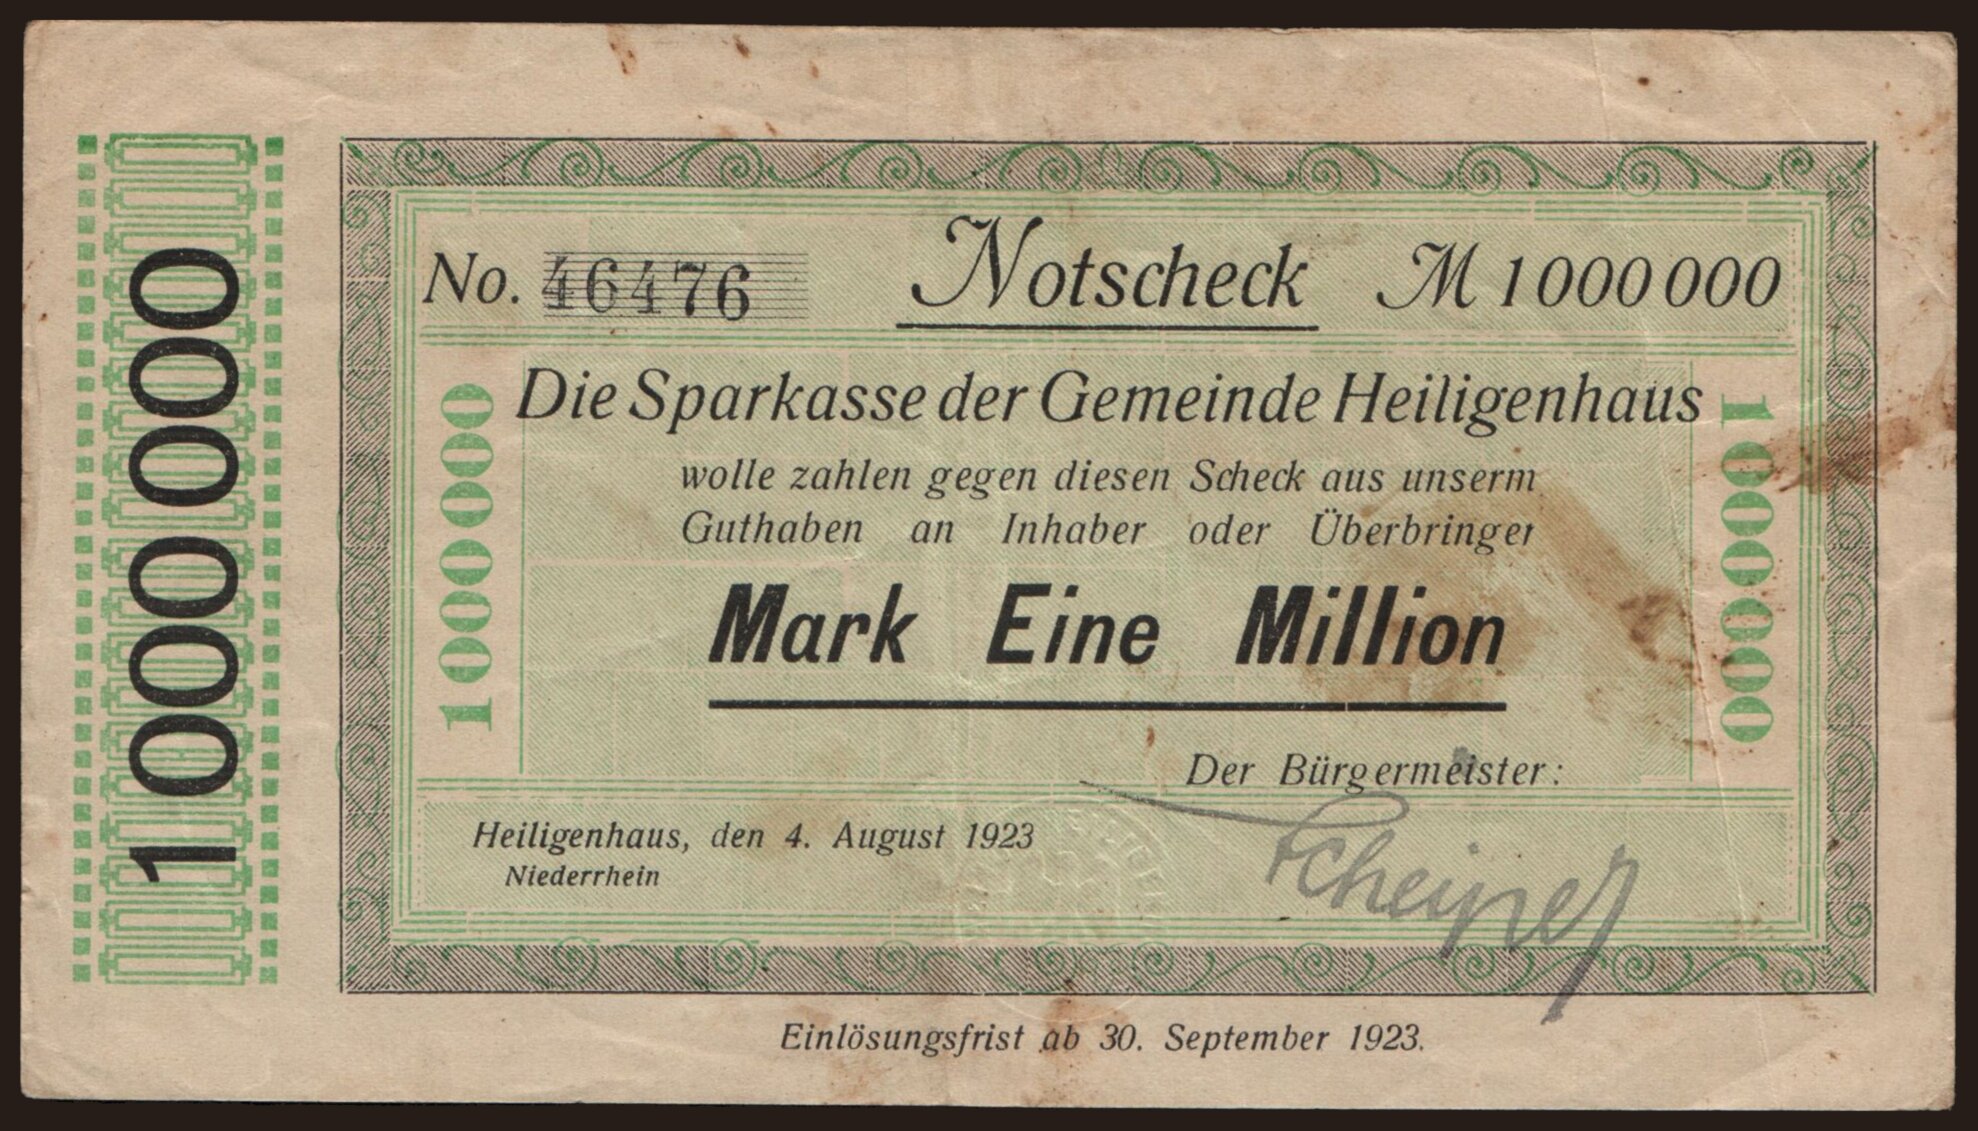 1000000
No. 46476 Notscheck M 1000000
Die Sparkasse der Gemeinde Heiligenhaus
1000000
1000000
wolle zahlen gegen diesen Scheck aus unserm
Guthaben an Inhaber oder Überbringer
Mark Eine Million
Der Bürgermeister:
Heiligenhaus, den 4. August 1923
Niederrhein
Einlösungsfrist ab 30. September 1923.